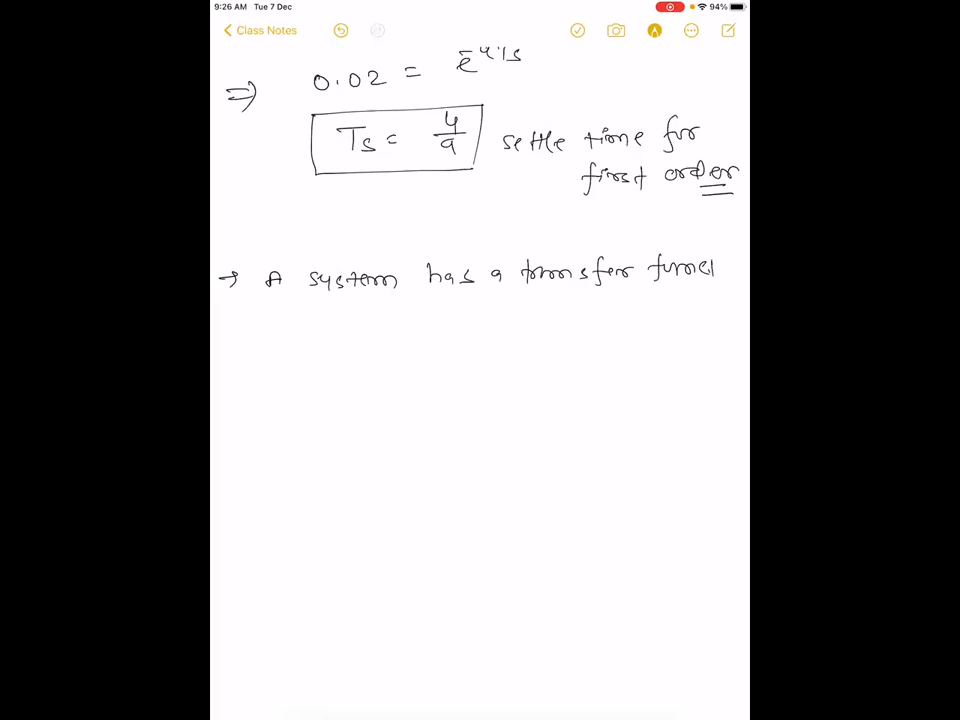 9:26 AM Tue 7 Dec 94%
Class Notes
⇒ 0.02 = e^-aTs
Ts = 4/a settle time for
first order
→ A system has a transfer funct